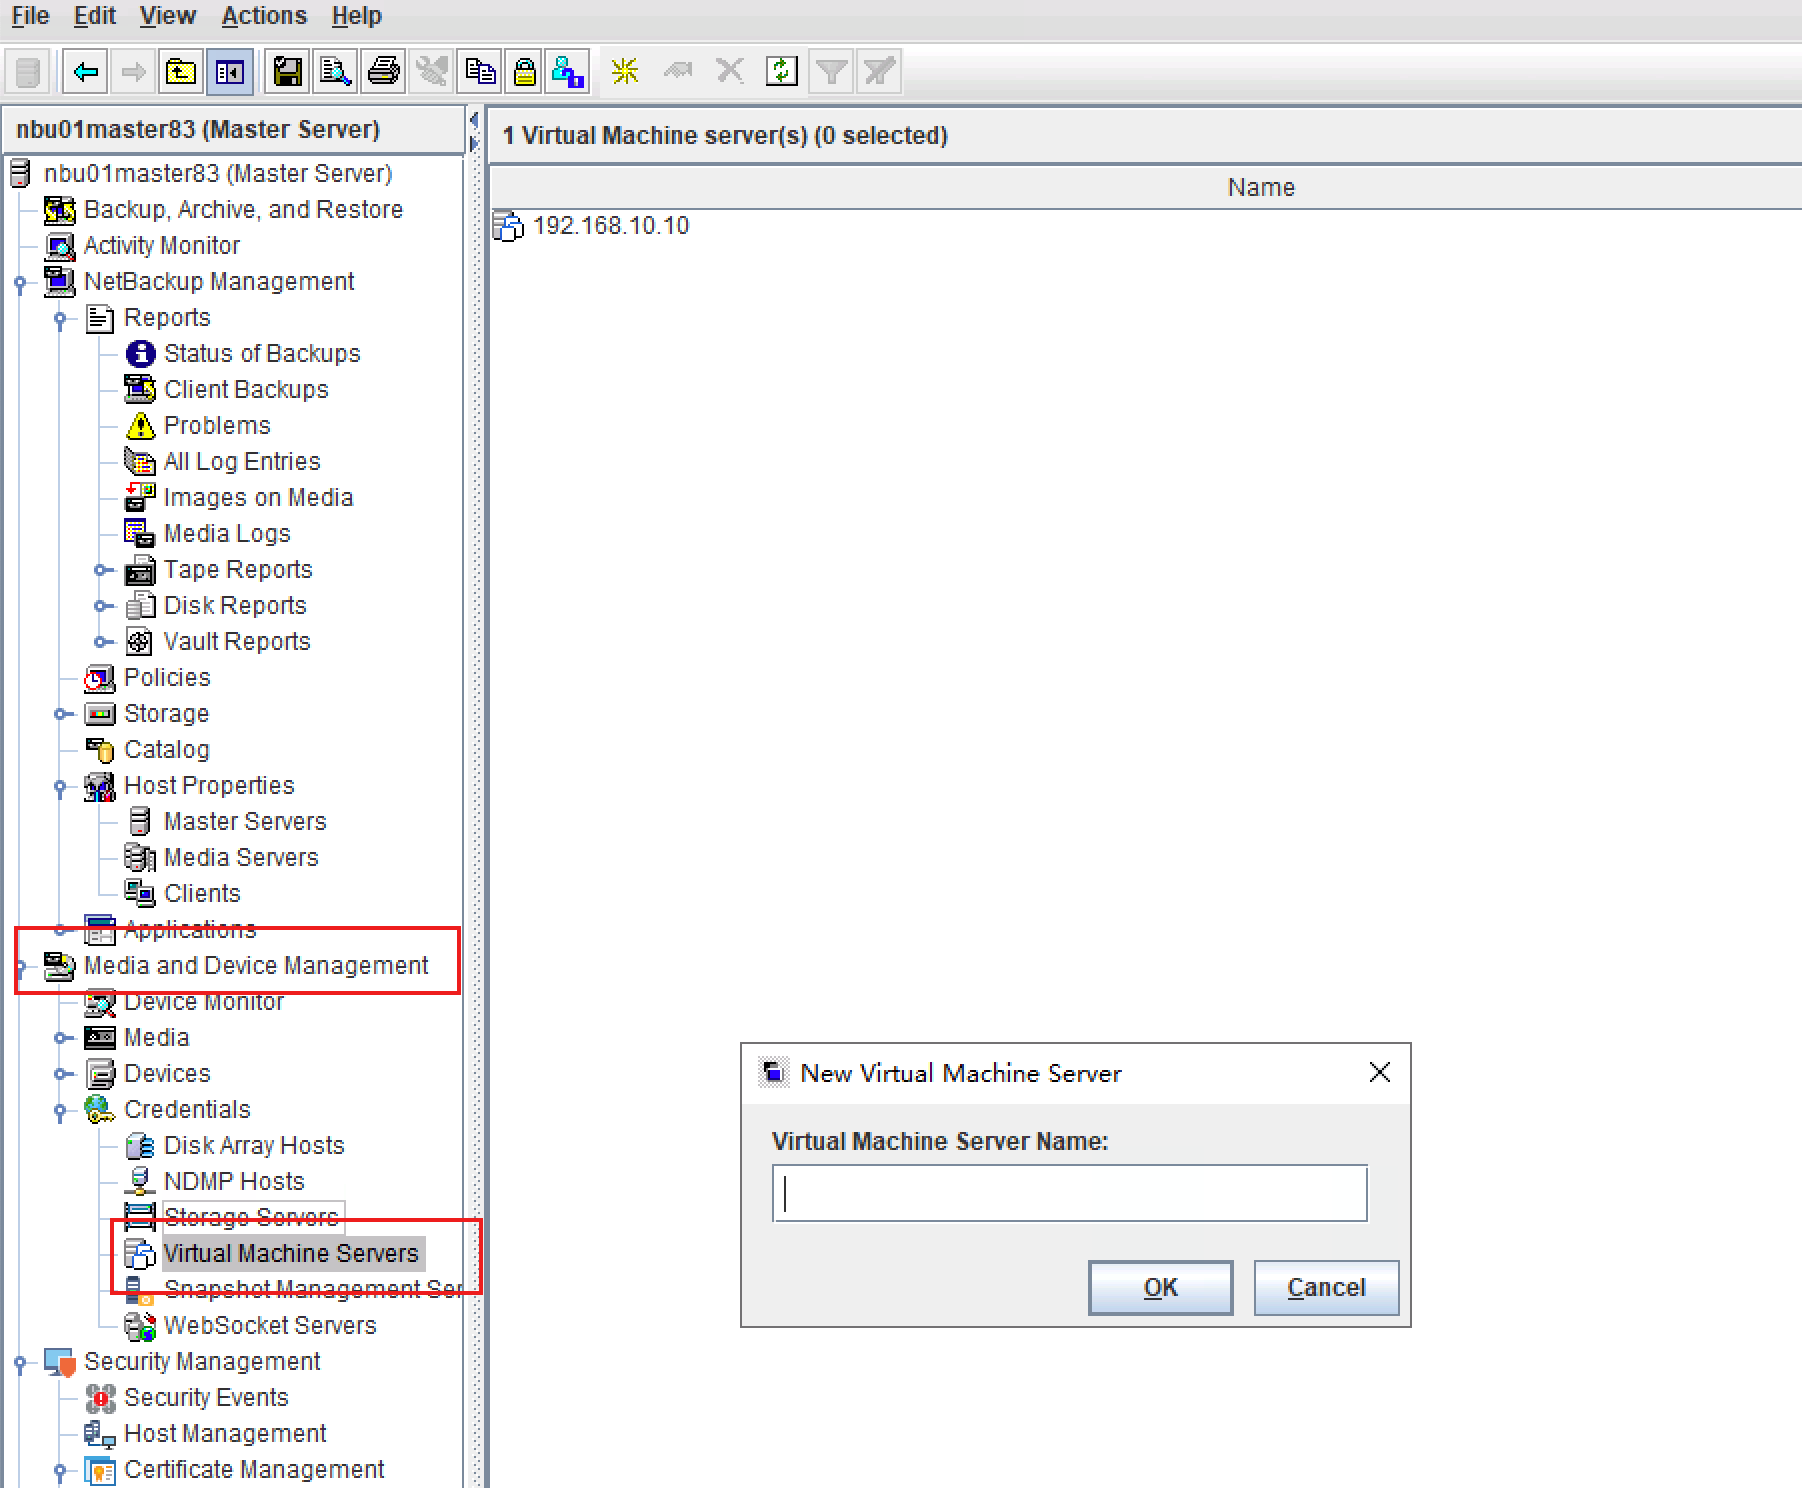 File Edit View Actions Help
nbu01master83 (Master Server)
nbu01master83 (Master Server)
Backup, Archive, and Restore
Activity Monitor
NetBackup Management
Reports
Status of Backups
Client Backups
Problems
All Log Entries
Images on Media
Media Logs
Tape Reports
Disk Reports
Vault Reports
Policies
Storage
Catalog
Host Properties
Master Servers
Media Servers
Clients
Applications
Media and Device Management
Device Monitor
Media
Devices
Credentials
Disk Array Hosts
NDMP Hosts
Storage Servers
Virtual Machine Servers
Snapshot Management Ser
WebSocket Servers
Security Management
Security Events
Host Management
Certificate Management
1 Virtual Machine server(s) (0 selected)
Name
192.168.10.10
New Virtual Machine Server
Virtual Machine Server Name:
OK Cancel